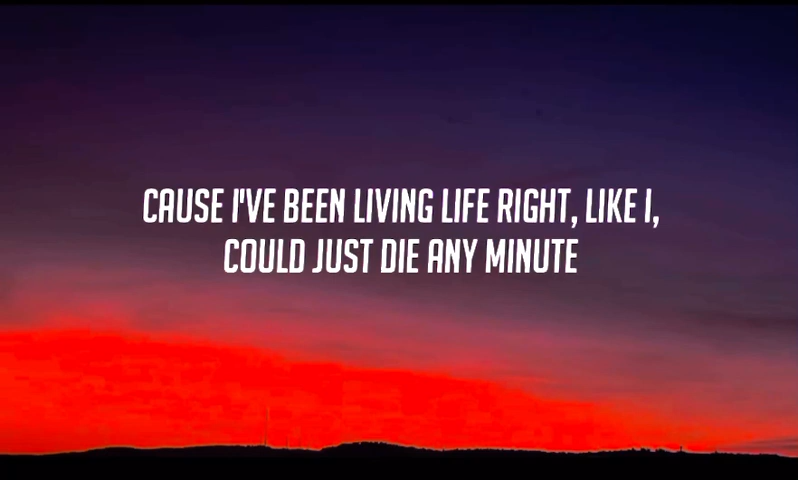 CAUSE I'VE BEEN LIVING LIFE RIGHT, LIKE I,
COULD JUST DIE ANY MINUTE